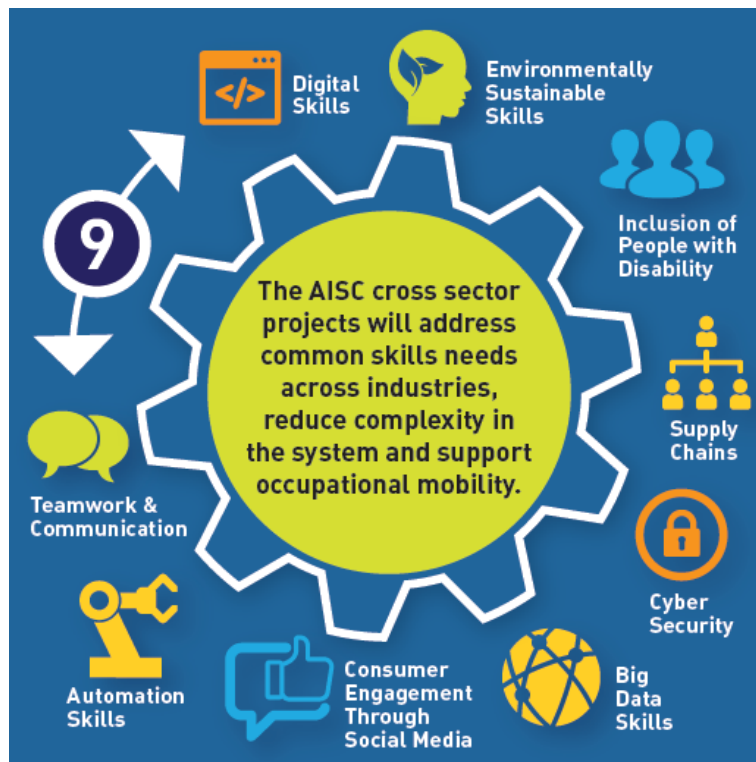 </>
Digital
Skills
Environmentally
Sustainable
Skills
9
Inclusion of
People with
Disability
The AISC cross sector
projects will address
common skills needs
across industries,
reduce complexity in
the system and support
occupational mobility.
Supply
Chains
Teamwork &
Communication
Cyber
Security
Automation
Skills
Consumer
Engagement
Through
Social Media
Big
Data
Skills